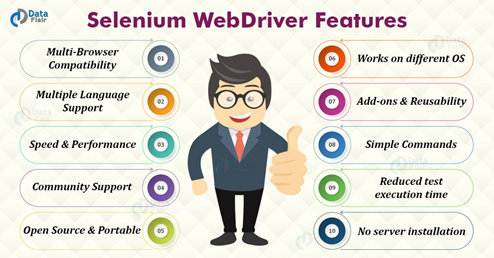 Data
Flair
Selenium WebDriver Features
Multi-Browser
Compatibility
01
Multiple Language
Support
02
Speed & Performance
03
Community Support
04
Open Source & Portable
05
06
Works on different OS
07
Add-ons & Reusability
08
Simple Commands
09
Reduced test
execution time
10
No server installation